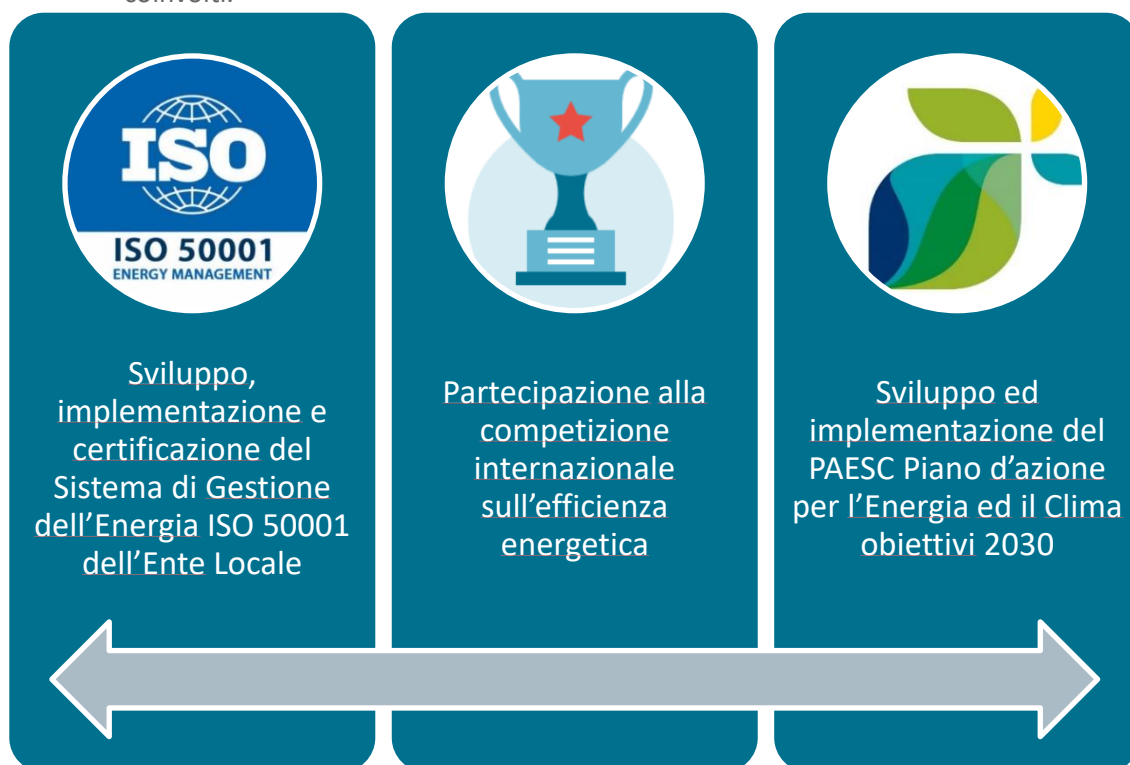 coinvolti.
ISO
ISO 50001
ENERGY MANAGEMENT
Sviluppo,
implementazione e
certificazione del
Sistema di Gestione
dell’Energia ISO 50001
dell’Ente Locale
Partecipazione alla
competizione
internazionale
sull’efficienza
energetica
Sviluppo ed
implementazione del
PAESC Piano d’azione
per l’Energia ed il Clima
obiettivi 2030